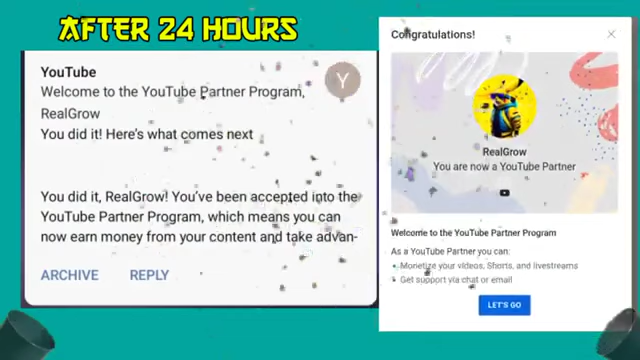 AFTER 24 HOURS
YouTube
Y
Welcome to the YouTube Partner Program,
RealGrow
You did it! Here's what comes next
You did it, RealGrow! You've been accepted into the
YouTube Partner Program, which means you can
now earn money from your content and take advan-
ARCHIVE REPLY
Congratulations!
RealGrow
You are now a YouTube Partner
Welcome to the YouTube Partner Program
As a YouTube Partner you can:
• Monetize your videos, Shorts, and livestreams
• Get support via chat or email
LET'S GO